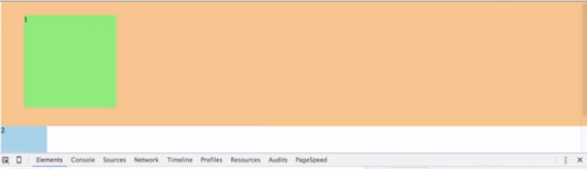 1
2
Elements Console Sources Network Timeline Profiles Resources Audits PageSpeed